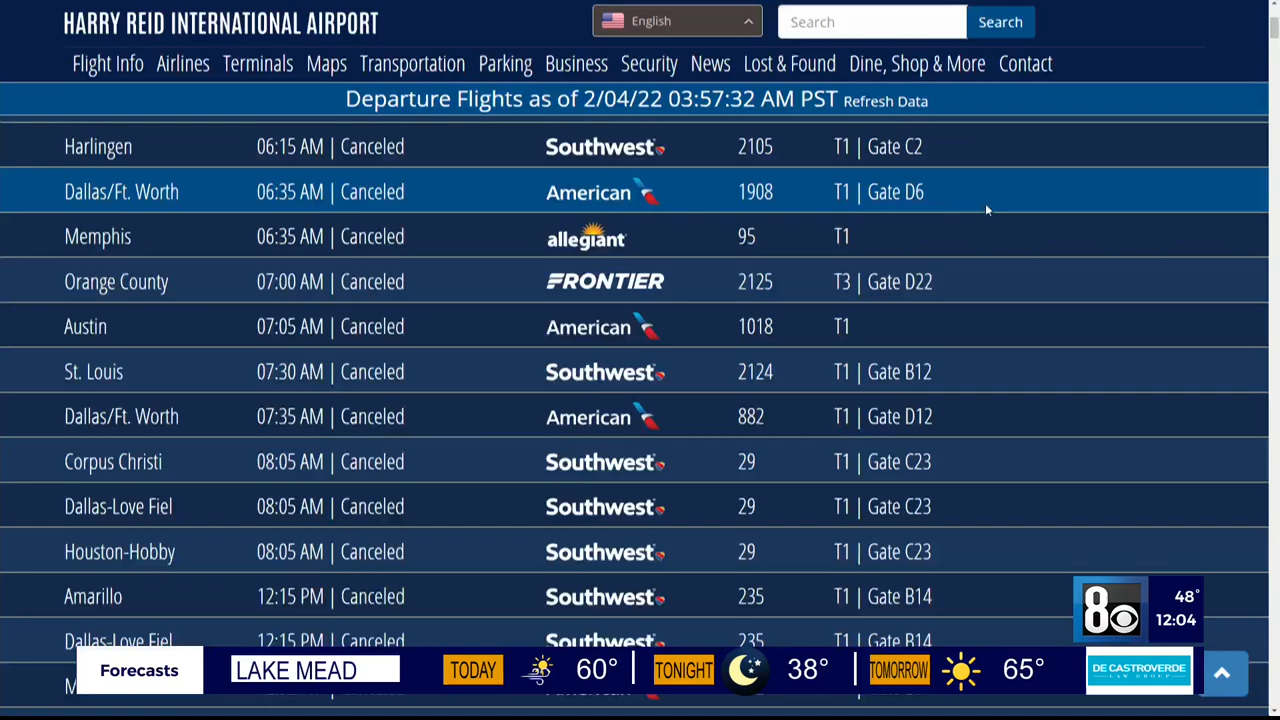 HARRY REID INTERNATIONAL AIRPORT English Search Search
Flight Info Airlines Terminals Maps Transportation Parking Business Security News Lost & Found Dine, Shop & More Contact
Departure Flights as of 2/04/22 03:57:32 AM PST Refresh Data
Harlingen 06:15 AM | Canceled Southwest 2105 T1 | Gate C2
Dallas/Ft. Worth 06:35 AM | Canceled American 1908 T1 | Gate D6
Memphis 06:35 AM | Canceled allegiant 95 T1
Orange County 07:00 AM | Canceled FRONTIER 2125 T3 | Gate D22
Austin 07:05 AM | Canceled American 1018 T1
St. Louis 07:30 AM | Canceled Southwest 2124 T1 | Gate B12
Dallas/Ft. Worth 07:35 AM | Canceled American 882 T1 | Gate D12
Corpus Christi 08:05 AM | Canceled Southwest 29 T1 | Gate C23
Dallas-Love Fiel 08:05 AM | Canceled Southwest 29 T1 | Gate C23
Houston-Hobby 08:05 AM | Canceled Southwest 29 T1 | Gate C23
Amarillo 12:15 PM | Canceled Southwest 235 T1 | Gate B14
Dallas-Love Fiel 12:15 PM | Canceled Southwest 235 T1 | Gate B14
8 48°
12:04
Forecasts LAKE MEAD TODAY 60° TONIGHT 38° TOMORROW 65° DE CASTROVERDE
LAW GROUP